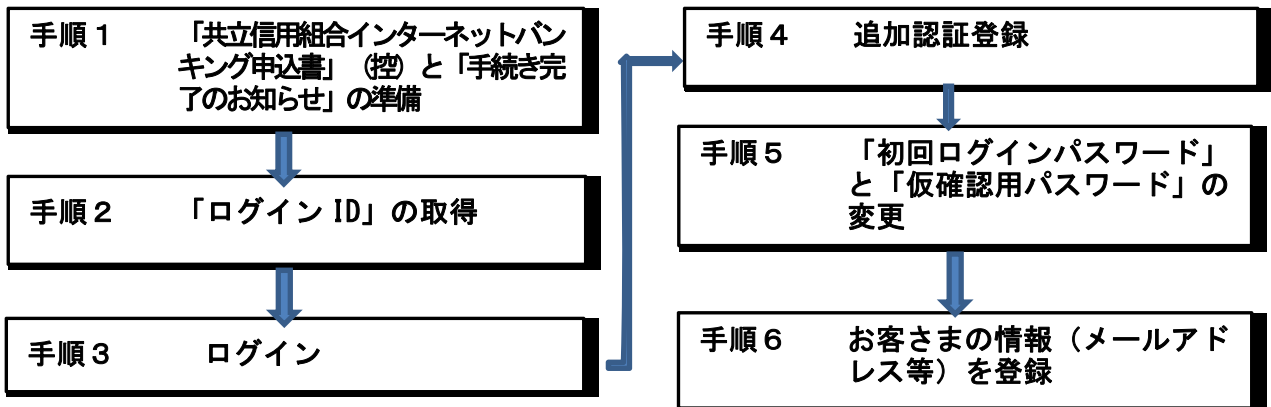 手順１ 「共立信用組合インターネットバン
キング申込書」（控）と「手続き完
了のお知らせ」の準備
手順２ 「ログイン ID」の取得
手順３ ログイン
手順４ 追加認証登録
手順５ 「初回ログインパスワード」
と「仮確認用パスワード」の
変更
手順６ お客さまの情報（メールアド
レス等）を登録